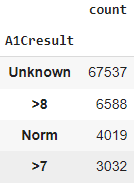 count
A1Cresult
Unknown 67537
>8 6588
Norm 4019
>7 3032